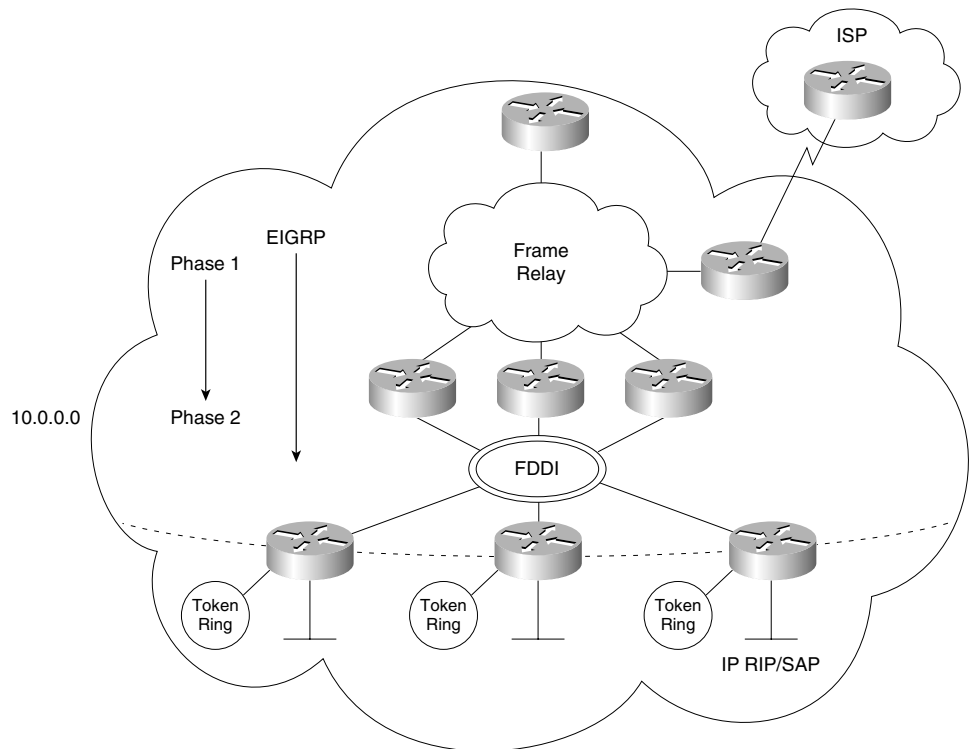 ISP
EIGRP
Phase 1
Frame
Relay
10.0.0.0
Phase 2
FDDI
Token
Ring
Token
Ring
Token
Ring
IP RIP/SAP